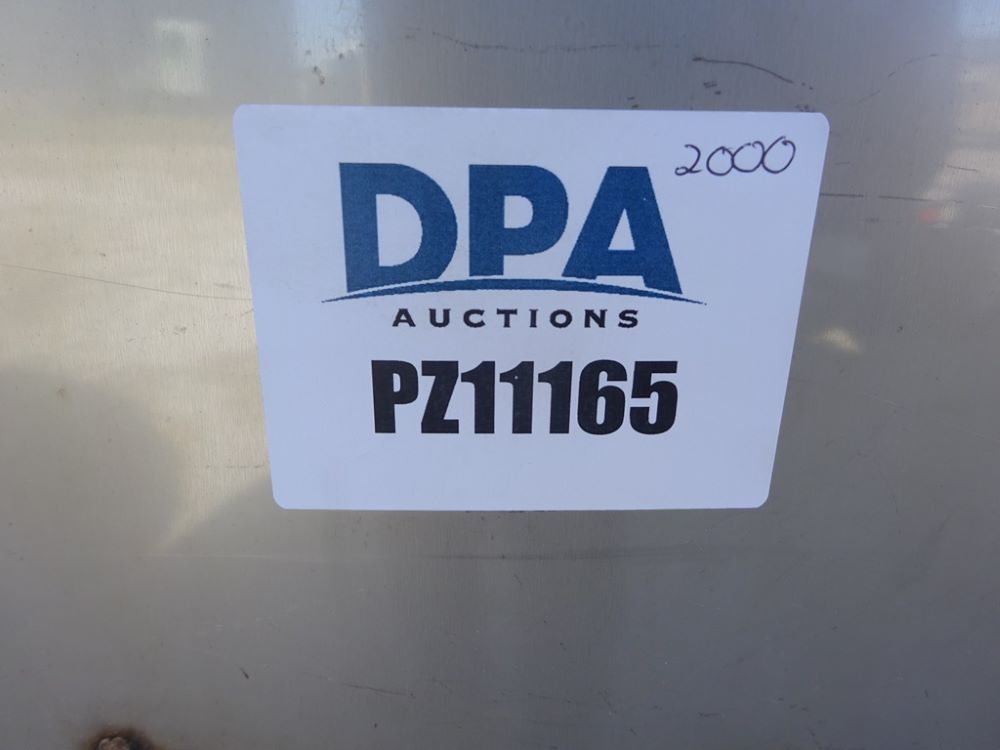 2000
DPA
AUCTIONS
PZ11165